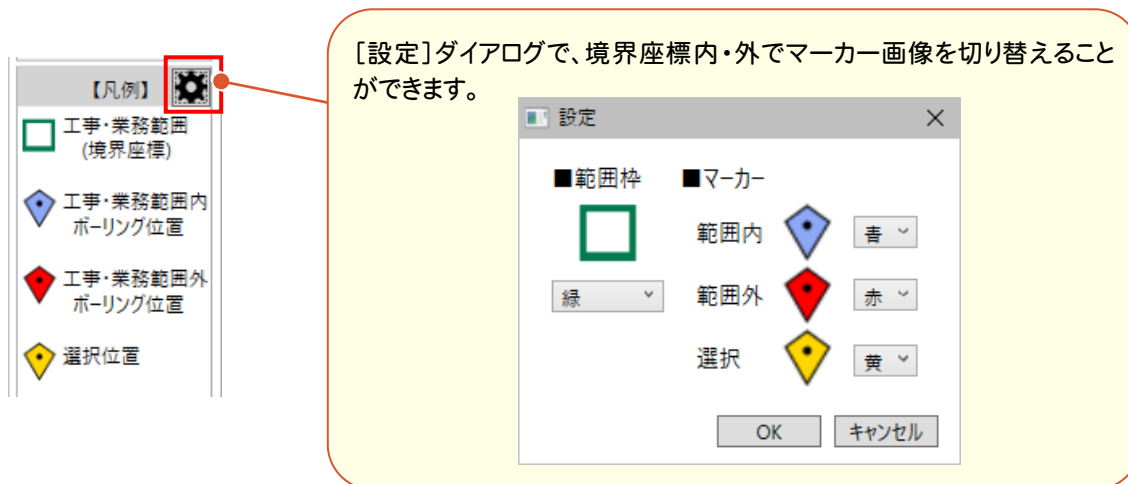 【凡例】
工事・業務範囲
(境界座標)
工事・業務範囲内
ボーリング位置
工事・業務範囲外
ボーリング位置
選択位置
[設定]ダイアログで、境界座標内・外でマーカー画像を切り替えること
ができます。
設定
■範囲枠 ■マーカー
範囲内 青
緑
範囲外 赤
選択 黄
OK キャンセル